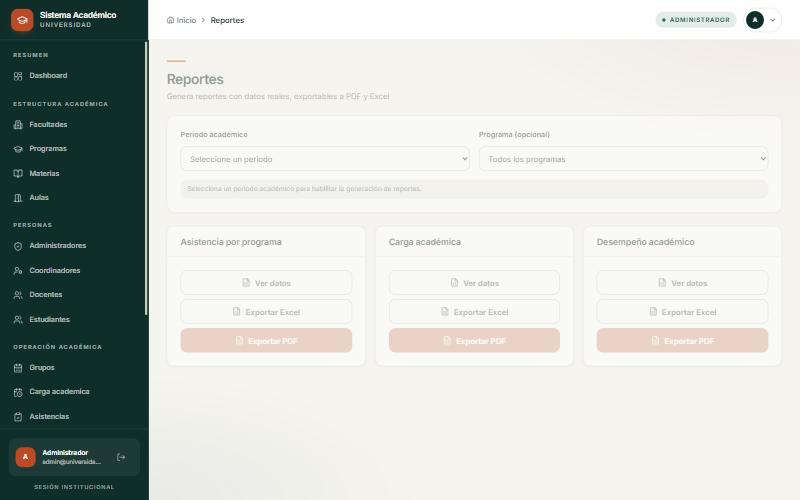 Sistema Académico
UNIVERSIDAD
RESUMEN
Dashboard
ESTRUCTURA ACADÉMICA
Facultades
Programas
Materias
Aulas
PERSONAS
Administradores
Coordinadores
Docentes
Estudiantes
OPERACIÓN ACADÉMICA
Grupos
Carga academica
Asistencias
A
Administrador
admin@universida...
SESIÓN INSTITUCIONAL
Inicio > Reportes
ADMINISTRADOR
A
Reportes
Genera reportes con datos reales, exportables a PDF y Excel
Periodo académico
Programa (opcional)
Seleccione un periodo
Todos los programas
Selecciona un periodo académico para habilitar la generación de reportes.
Asistencia por programa
Ver datos
Exportar Excel
Exportar PDF
Carga académica
Ver datos
Exportar Excel
Exportar PDF
Desempeño académico
Ver datos
Exportar Excel
Exportar PDF